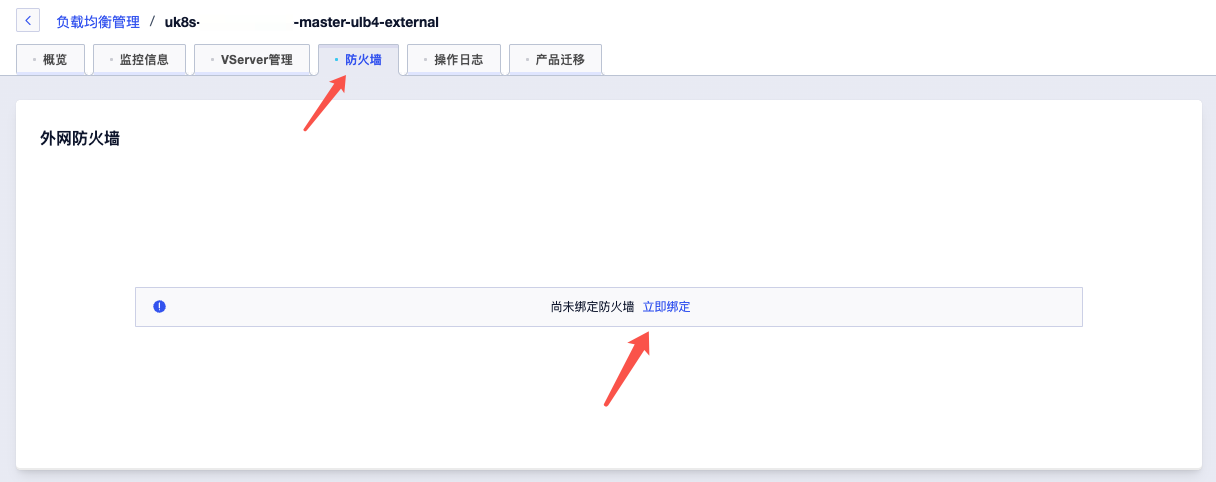 负载均衡管理 / uk8s- -master-ulb4-external
概览 监控信息 VServer管理 防火墙 操作日志 产品迁移
外网防火墙
尚未绑定防火墙 立即绑定